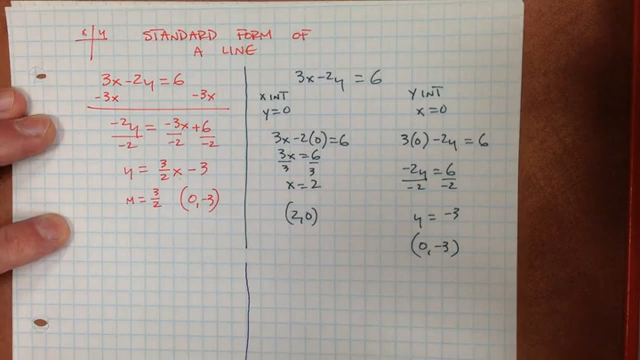 x y
STANDARD FORM OF
A LINE
3x-2y=6
-3x -3x
-2y = -3x+6
-2 -2 -2
y = 3/2 x - 3
M = 3/2 (0,-3)
3x-2y = 6
X INT
y=0
3x-2(0)=6
3x = 6
3 3
x = 2
(2,0)
Y INT
x=0
3(0)-2y = 6
-2y = 6
-2 -2
y = -3
(0,-3)